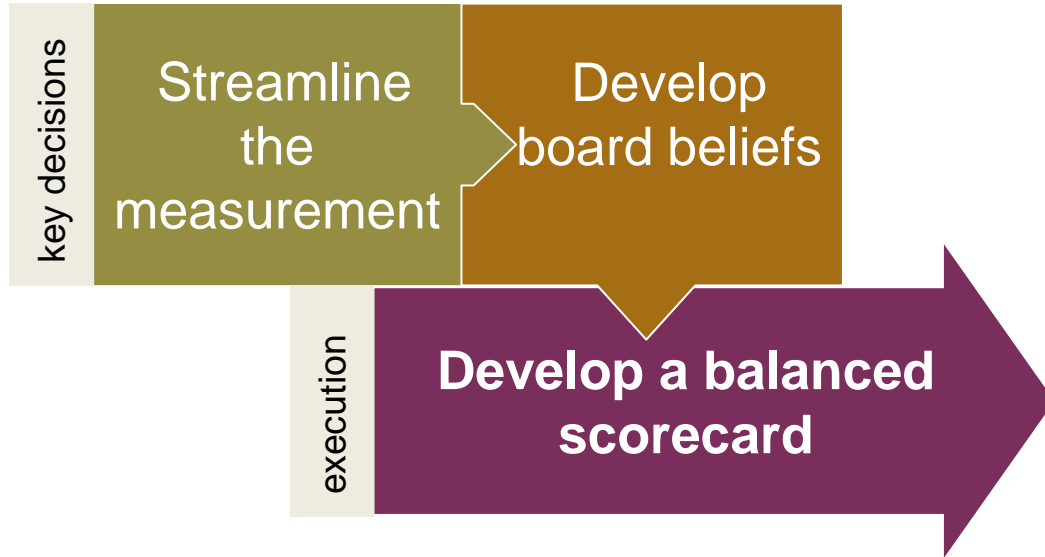 key decisions
Streamline
the
measurement
Develop
board beliefs
execution
Develop a balanced
scorecard